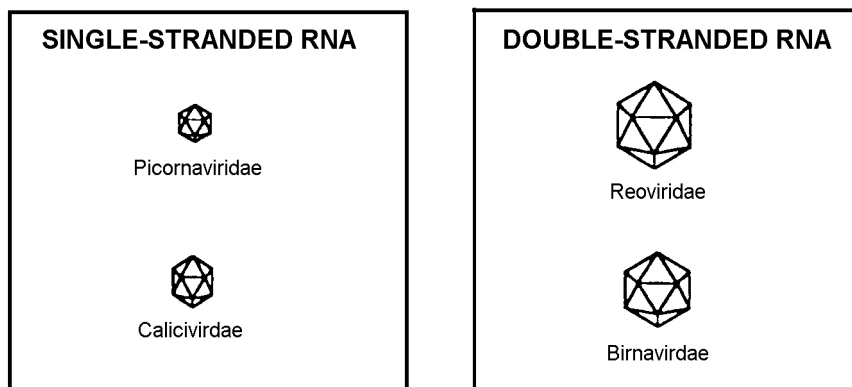 SINGLE-STRANDED RNA
Picornaviridae
Calicivirdae
DOUBLE-STRANDED RNA
Reoviridae
Birnavirdae